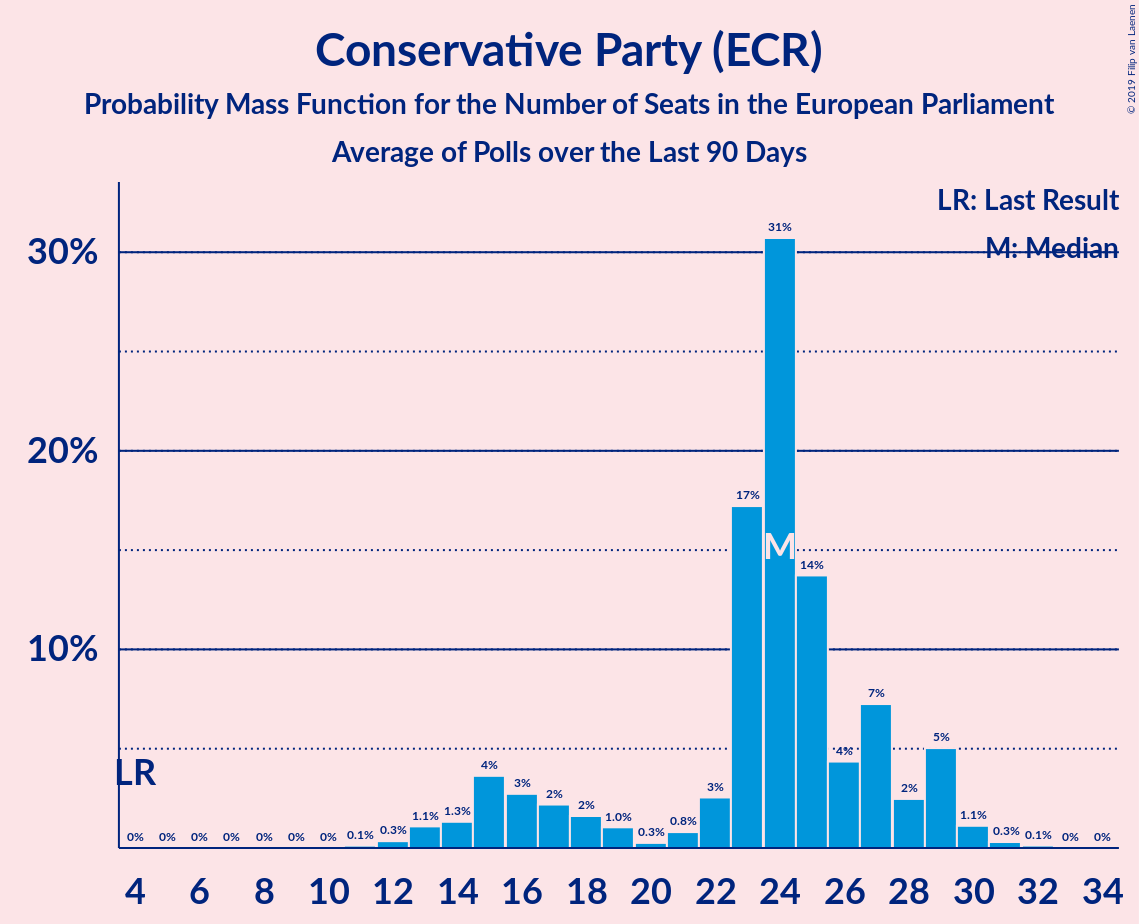 Conservative Party (ECR)
Probability Mass Function for the Number of Seats in the European Parliament
Average of Polls over the Last 90 Days
© 2019 Filip van Laenen
LR: Last Result
M: Median
30%
20%
10%
LR
M
0% 0% 0% 0% 0% 0% 0% 0.1% 0.3% 1.1% 1.3% 4% 3% 2% 2% 1.0% 0.3% 0.8% 3% 17% 31% 14% 4% 7% 2% 5% 1.1% 0.3% 0.1% 0% 0%
4 6 8 10 12 14 16 18 20 22 24 26 28 30 32 34